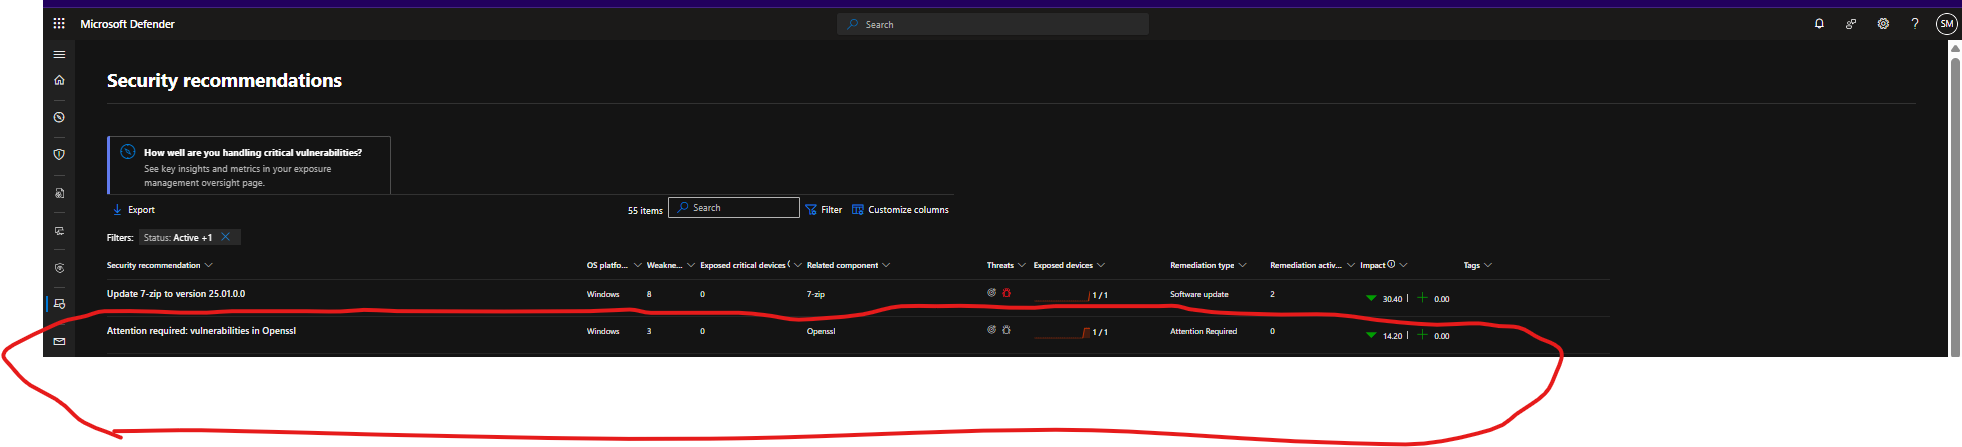 Microsoft Defender
Search
SM
Security recommendations
How well are you handling critical vulnerabilities?
See key insights and metrics in your exposure
management oversight page.
Export
55 items
Search
Filter
Customize columns
Filters: Status: Active +1
Security recommendation OS platfo... Weakne... Exposed critical devices Related component Threats Exposed devices Remediation type Remediation activ... Impact Tags
Update 7-zip to version 25.01.0.0 Windows 8 0 7-zip 1 / 1 Software update 2 30.40 | 0.00
Attention required: vulnerabilities in Openssl Windows 3 0 Openssl 1 / 1 Attention Required 0 14.20 | 0.00